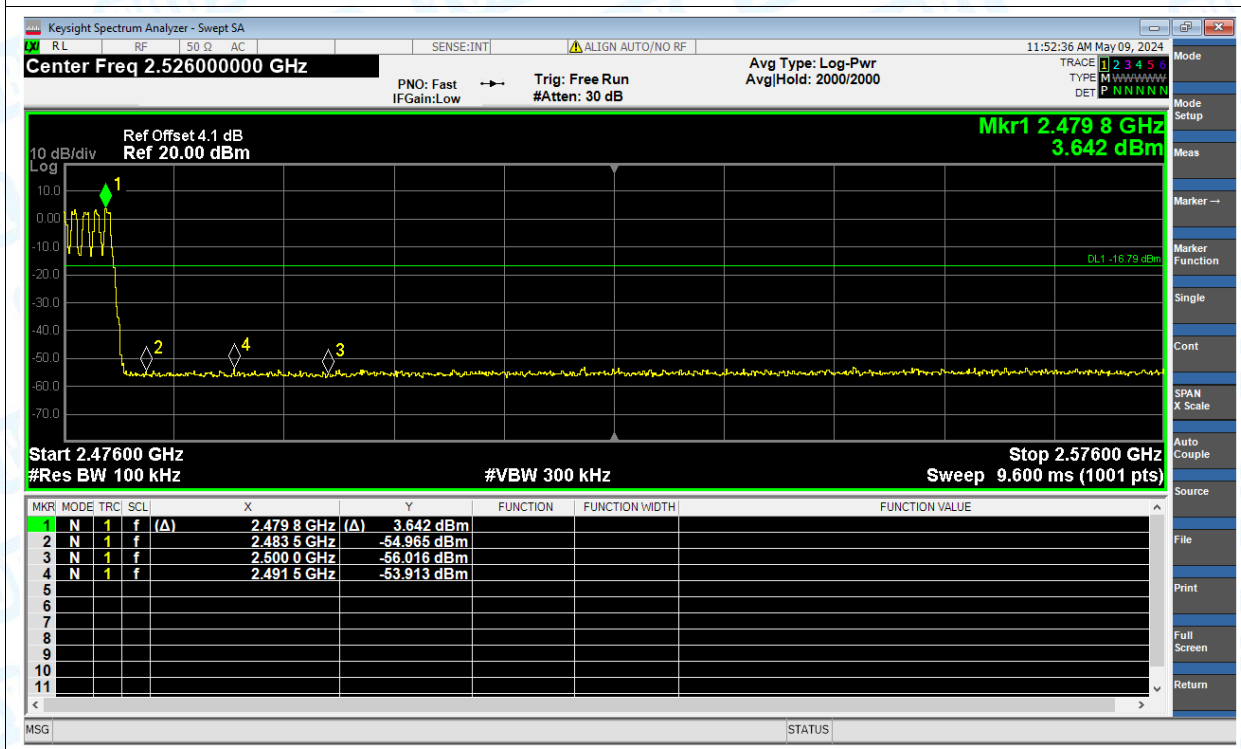 Keysight Spectrum Analyzer - Swept SA
LXI RL RF 50 Ω AC SENSE:INT ALIGN AUTO/NO RF 11:52:36 AM May 09, 2024
Center Freq 2.526000000 GHz
PNO: Fast
IFGain:Low
Trig: Free Run
#Atten: 30 dB
Avg Type: Log-Pwr
Avg|Hold: 2000/2000
TRACE 1 2 3 4 5 6
TYPE M WWWWW
DET P N N N N N
Ref Offset 4.1 dB
Ref 20.00 dBm
10 dB/div
Log
Mkr1 2.479 8 GHz
3.642 dBm
10.0
0.00
-10.0
-20.0
-30.0
-40.0
-50.0
-60.0
-70.0
1
2
4
3
DL1 -16.79 dBm
Start 2.47600 GHz
Stop 2.57600 GHz
#Res BW 100 kHz
#VBW 300 kHz
Sweep 9.600 ms (1001 pts)
MKR MODE TRC SCL X Y FUNCTION FUNCTION WIDTH FUNCTION VALUE
1 N 1 f (Δ) 2.479 8 GHz (Δ) 3.642 dBm
2 N 1 f 2.483 5 GHz -54.965 dBm
3 N 1 f 2.500 0 GHz -56.016 dBm
4 N 1 f 2.491 5 GHz -53.913 dBm
5
6
7
8
9
10
11
MSG STATUS
Mode
Mode
Setup
Meas
Marker →
Marker
Function
Single
Cont
SPAN
X Scale
Auto
Couple
Source
File
Print
Full
Screen
Return